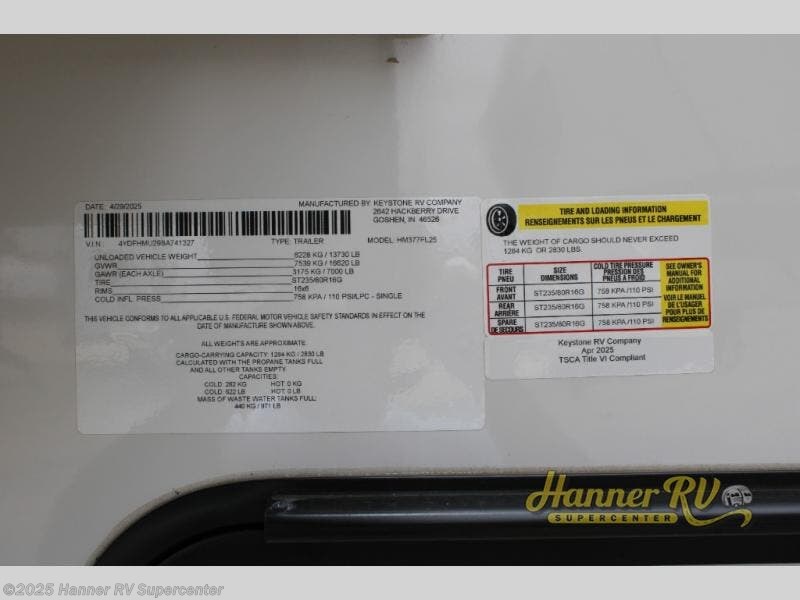 DATE: 4/29/2025
MANUFACTURED BY: KEYSTONE RV COMPANY
2642 HACKBERRY DRIVE
GOSHEN, IN 46526
V.I.N. 4YDFHMU29SA741327 TYPE: TRAILER MODEL: HM377FL25
UNLOADED VEHICLE WEIGHT 6228 KG / 13730 LB
GVWR 7539 KG / 16620 LB
GAWR (EACH AXLE) 3175 KG / 7000 LB
TIRE ST235/80R16G
RIMS 16x6
COLD INFL. PRESS 758 KPA / 110 PSI/LPC - SINGLE
THIS VEHICLE CONFORMS TO ALL APPLICABLE U.S. FEDERAL MOTOR VEHICLE SAFETY STANDARDS IN EFFECT ON THE
DATE OF MANUFACTURE SHOWN ABOVE.
ALL WEIGHTS ARE APPROXIMATE
CARGO-CARRYING CAPACITY: 1284 KG / 2830 LB
CALCULATED WITH THE PROPANE TANKS FULL
AND ALL OTHER TANKS EMPTY
CAPACITIES:
COLD: 282 KG HOT: 0 KG
COLD: 622 LB HOT: 0 LB
MASS OF WASTE WATER TANKS FULL:
440 KG / 971 LB
TIRE AND LOADING INFORMATION
RENSEIGNEMENTS SUR LES PNEUS ET LE CHARGEMENT
THE WEIGHT OF CARGO SHOULD NEVER EXCEED
1284 KG OR 2830 LBS.
TIRE
PNEU
SIZE
DIMENSIONS
COLD TIRE PRESSURE
PRESSION DES
PNEUS A FROID
FRONT
AVANT
ST235/80R16G
758 KPA /110 PSI
REAR
ARRIÈRE
ST235/80R16G
758 KPA /110 PSI
SPARE
DE SECOURS
ST235/80R16G
758 KPA /110 PSI
SEE OWNER'S
MANUAL FOR
ADDITIONAL
INFORMATION
VOIR LE MANUEL
DE L'USAGER
POUR PLUS DE
RENSEIGNEMENTS
Keystone RV Company
Apr 2025
TSCA Title VI Compliant
Hanner RV
SUPERCENTER
©2025 Hanner RV Supercenter